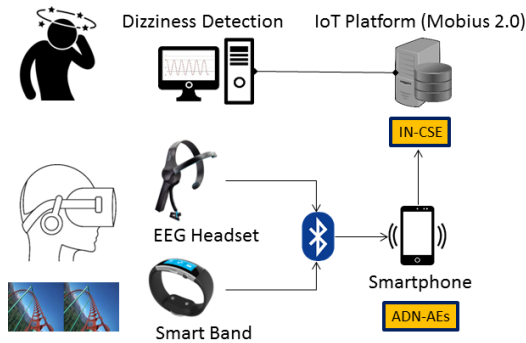 Dizziness Detection
IoT Platform (Mobius 2.0)
IN-CSE
EEG Headset
Smartphone
ADN-AEs
Smart Band